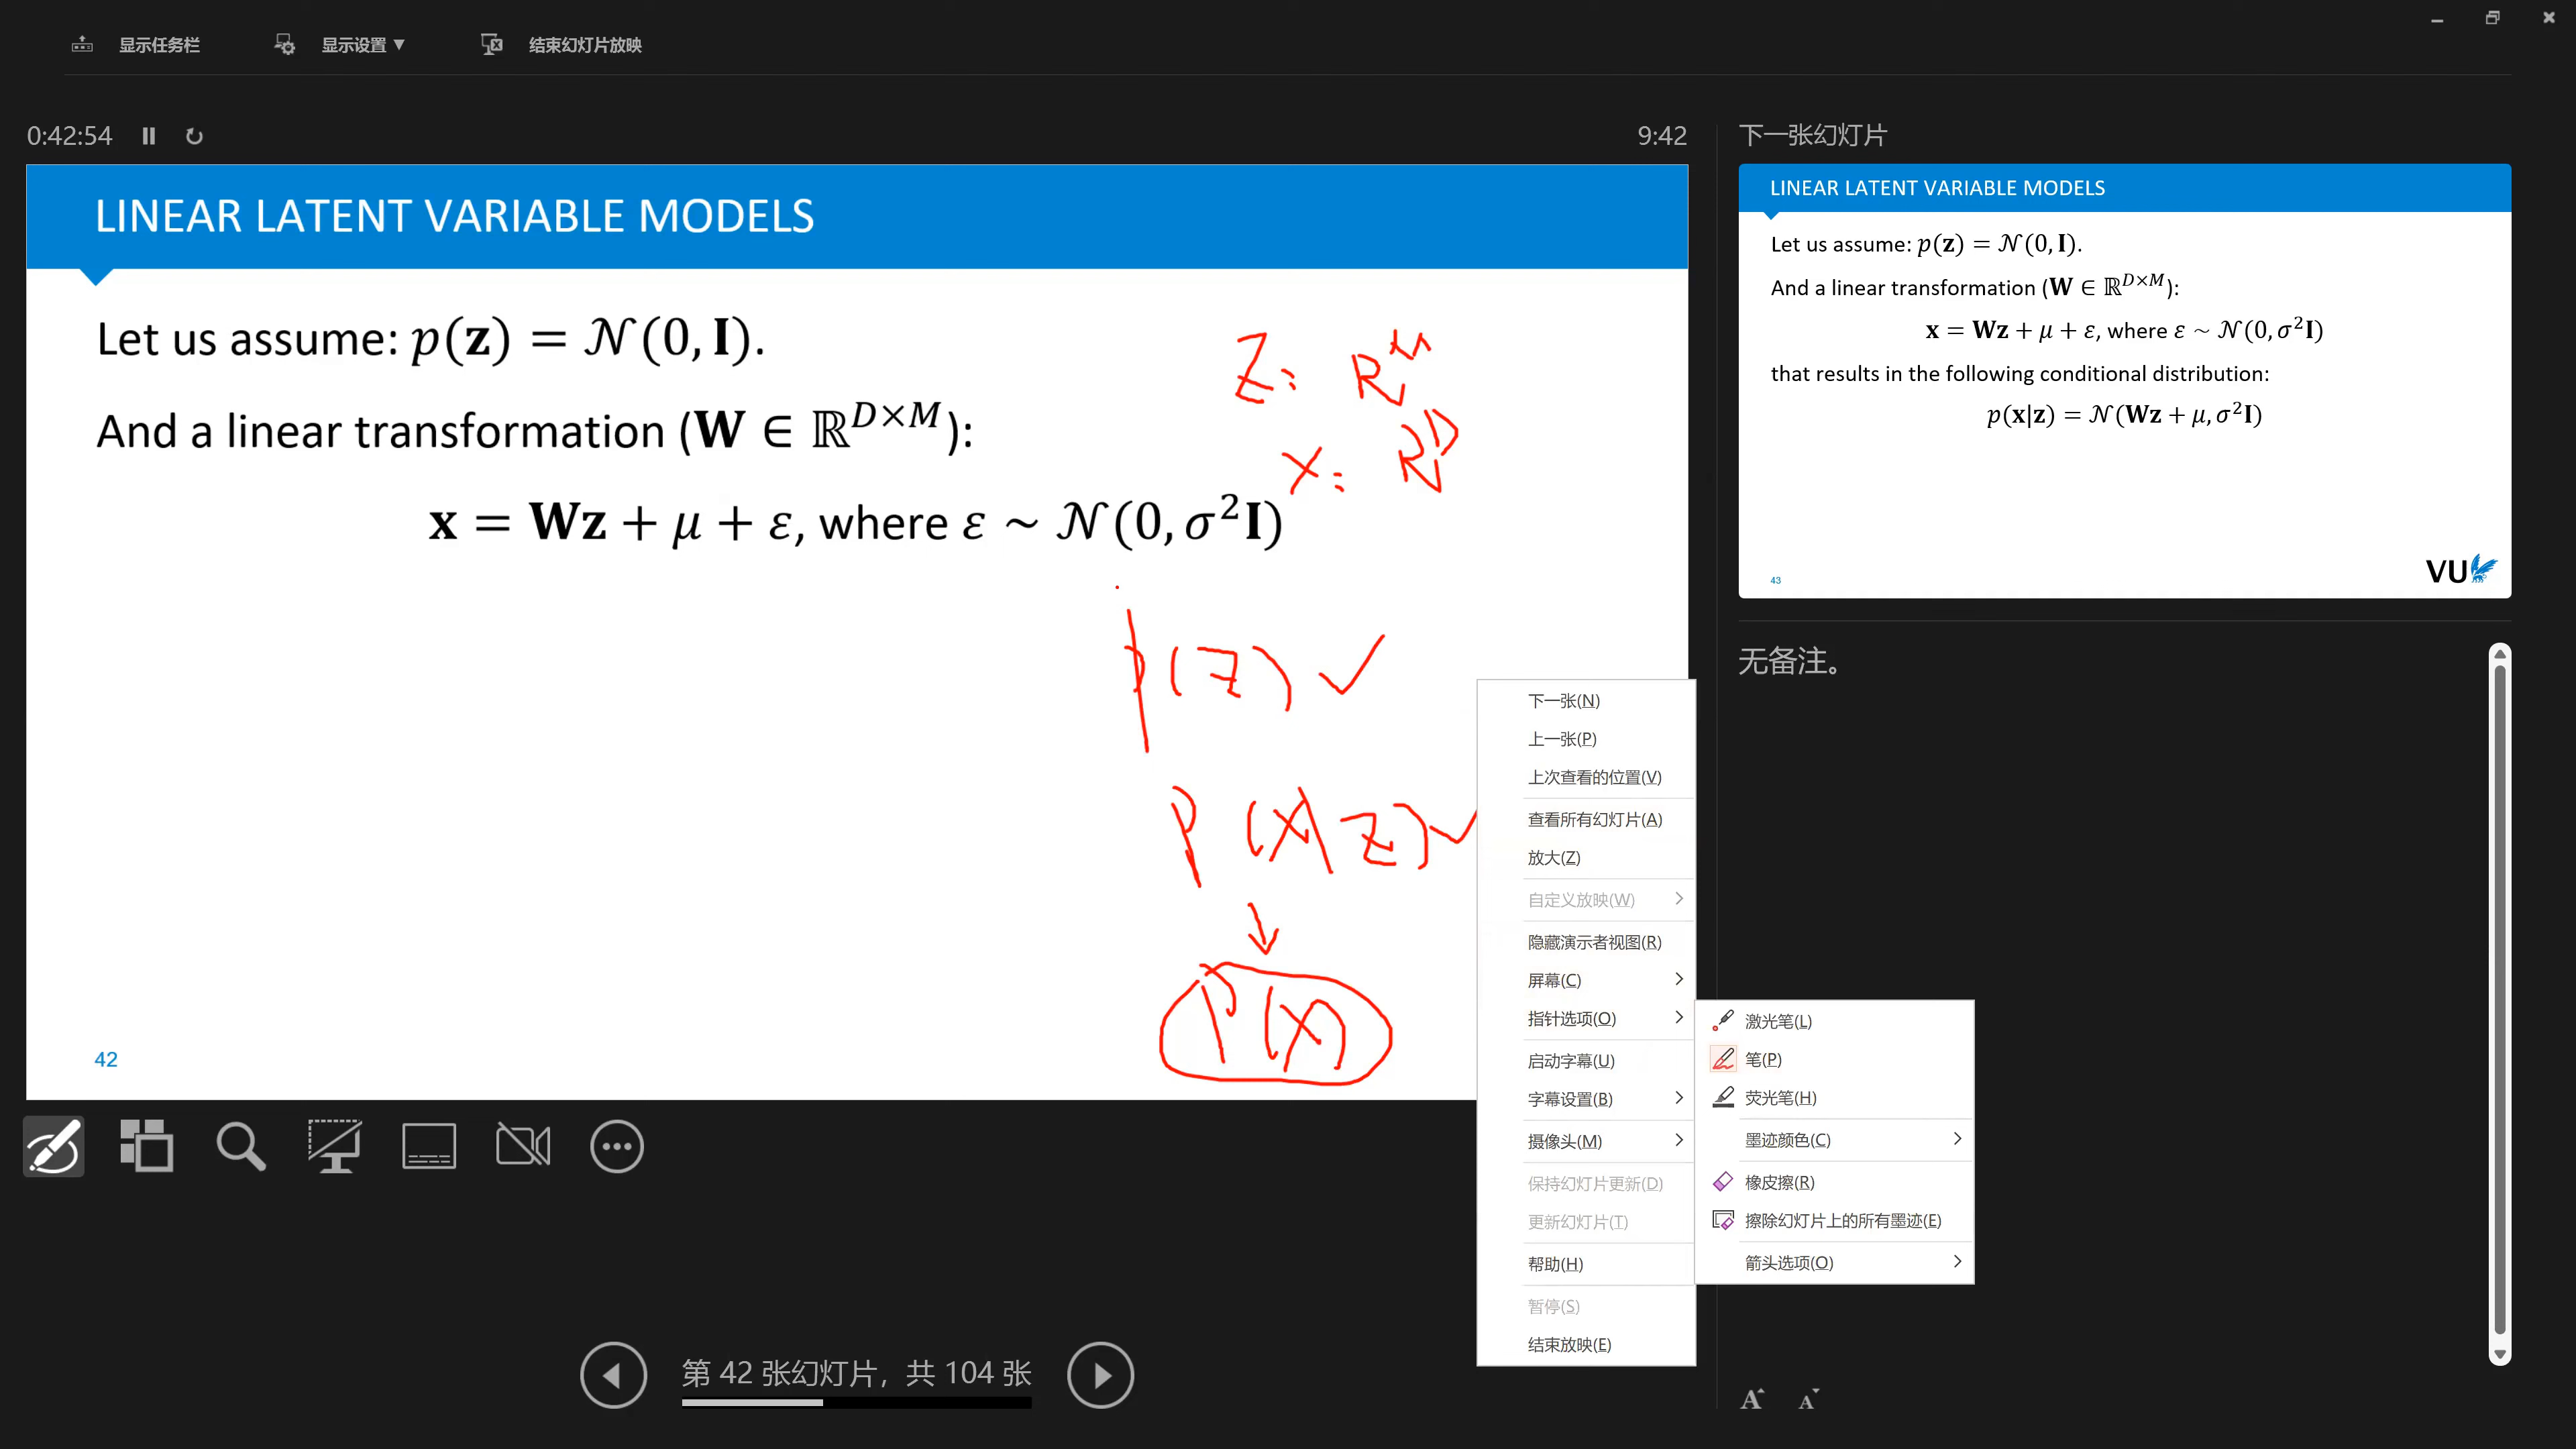 显示任务栏
显示设置 ▼
结束幻灯片放映
0:42:54
9:42
LINEAR LATENT VARIABLE MODELS
Let us assume: p(𝐳) = 𝒩(0, 𝐈).
And a linear transformation (𝐖 ∈ ℝ^{D×M}):
𝐱 = 𝐖𝐳 + μ + ε, where ε ~ 𝒩(0, σ²𝐈)
Z: R^M
X: R^D
p(Z) ✓
P(X|Z) ✓
↓
P(X)
42
下一张幻灯片
LINEAR LATENT VARIABLE MODELS
Let us assume: p(𝐳) = 𝒩(0, 𝐈).
And a linear transformation (𝐖 ∈ ℝ^{D×M}):
𝐱 = 𝐖𝐳 + μ + ε, where ε ~ 𝒩(0, σ²𝐈)
that results in the following conditional distribution:
p(𝐱|𝐳) = 𝒩(𝐖𝐳 + μ, σ²𝐈)
43
VU
无备注。
下一张(N)
上一张(P)
上次查看的位置(V)
查看所有幻灯片(A)
放大(Z)
自定义放映(W)
隐藏演示者视图(R)
屏幕(C)
指针选项(O)
启动字幕(U)
字幕设置(B)
摄像头(M)
保持幻灯片更新(D)
更新幻灯片(T)
帮助(H)
暂停(S)
结束放映(E)
激光笔(L)
笔(P)
荧光笔(H)
墨迹颜色(C)
橡皮擦(R)
擦除幻灯片上的所有墨迹(E)
箭头选项(O)
第 42 张幻灯片，共 104 张
A A